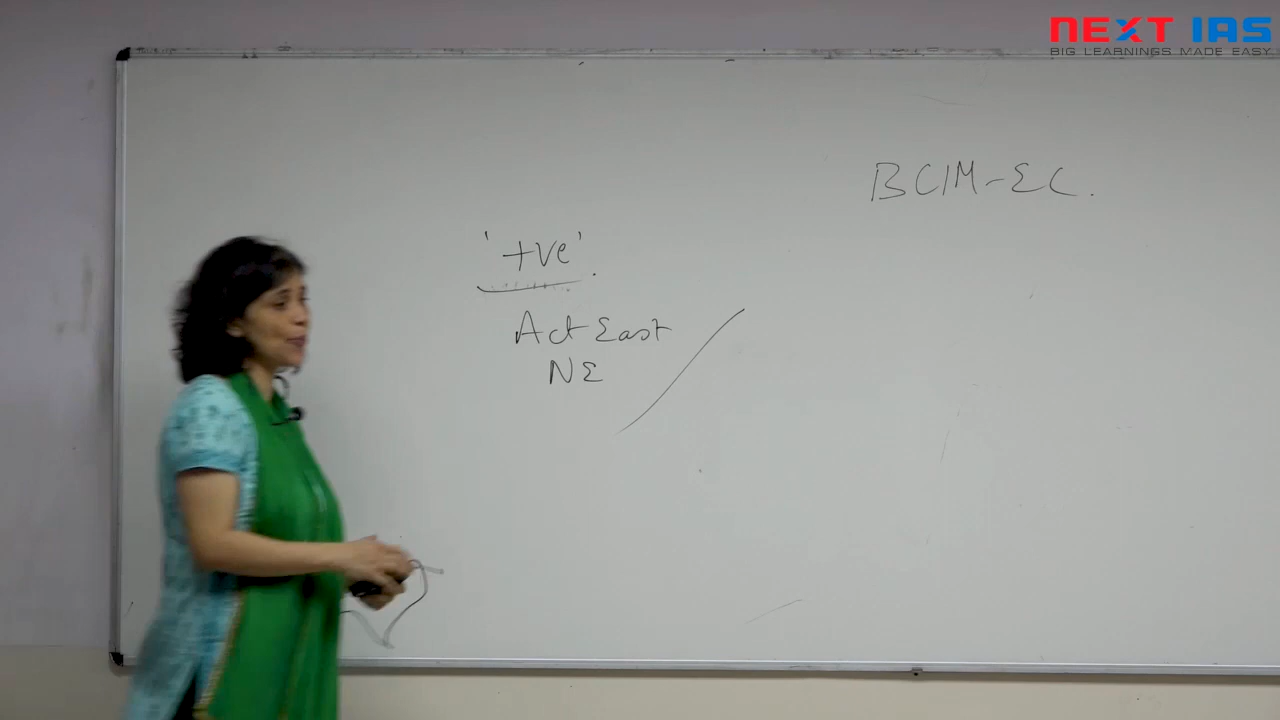 NEXT IAS
BIG LEARNINGS MADE EASY
BCIM-EC.
'+ve'.
Act East
NE